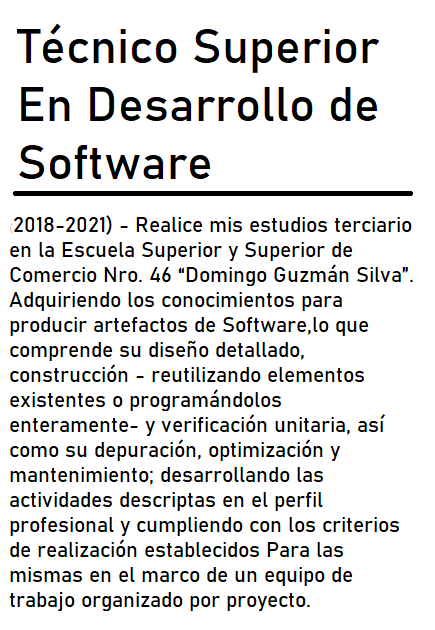 Técnico Superior
En Desarrollo de
Software
(2018-2021) - Realice mis estudios terciario
en la Escuela Superior y Superior de
Comercio Nro. 46 “Domingo Guzmán Silva”.
Adquiriendo los conocimientos para
producir artefactos de Software,lo que
comprende su diseño detallado,
construcción - reutilizando elementos
existentes o programándolos
enteramente- y verificación unitaria, así
como su depuración, optimización y
mantenimiento; desarrollando las
actividades descriptas en el perfil
profesional y cumpliendo con los criterios
de realización establecidos Para las
mismas en el marco de un equipo de
trabajo organizado por proyecto.